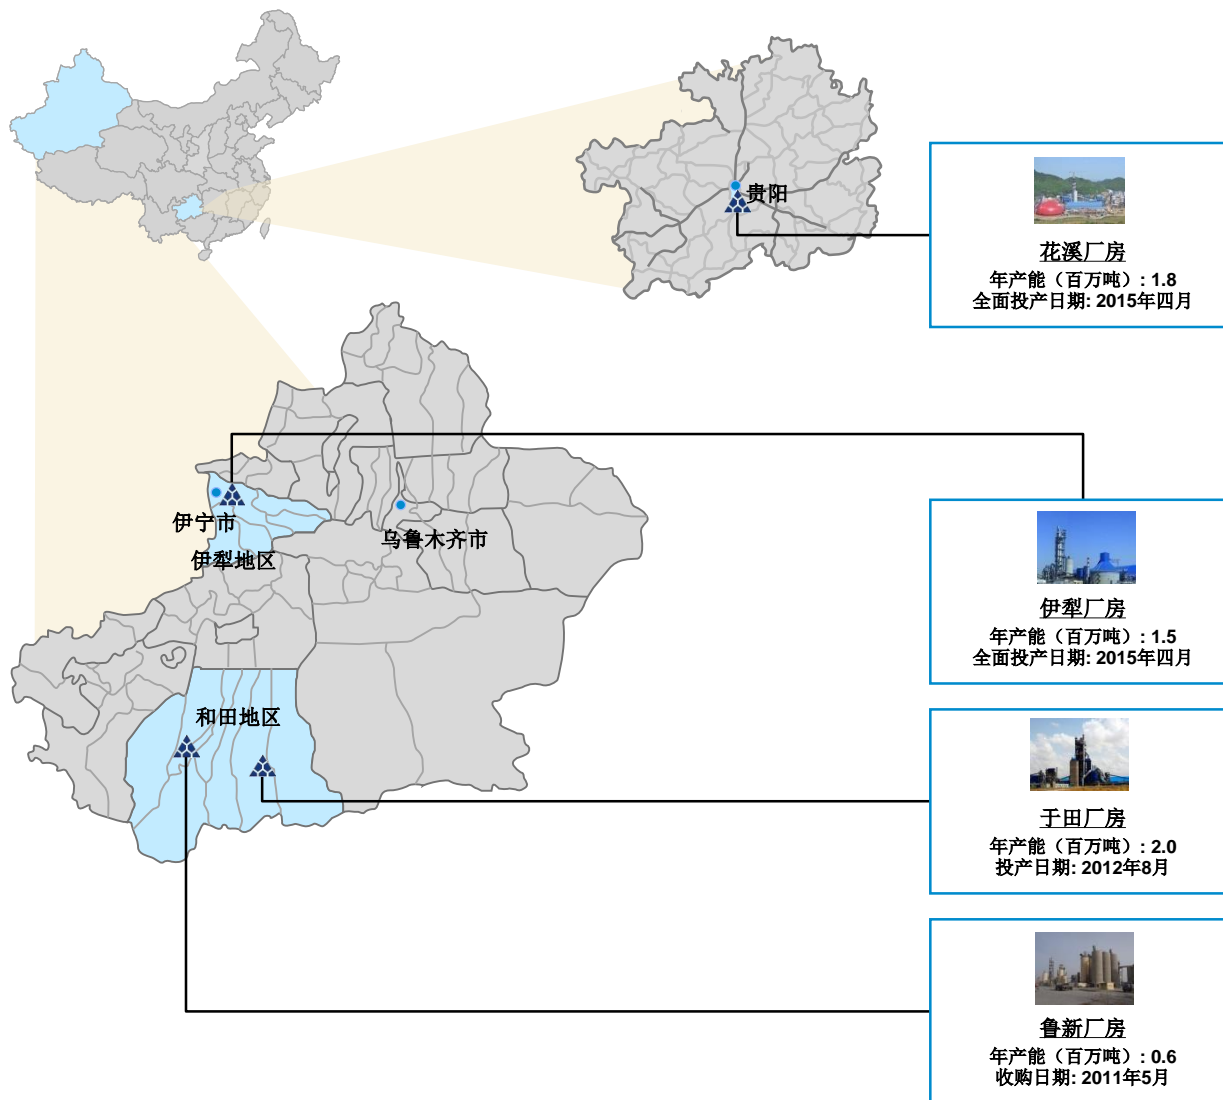 贵阳
花溪厂房
年产能（百万吨）: 1.8
全面投产日期: 2015年四月
伊宁市
伊犁地区
乌鲁木齐市
伊犁厂房
年产能（百万吨）: 1.5
全面投产日期: 2015年四月
和田地区
于田厂房
年产能（百万吨）: 2.0
投产日期: 2012年8月
鲁新厂房
年产能（百万吨）: 0.6
收购日期: 2011年5月